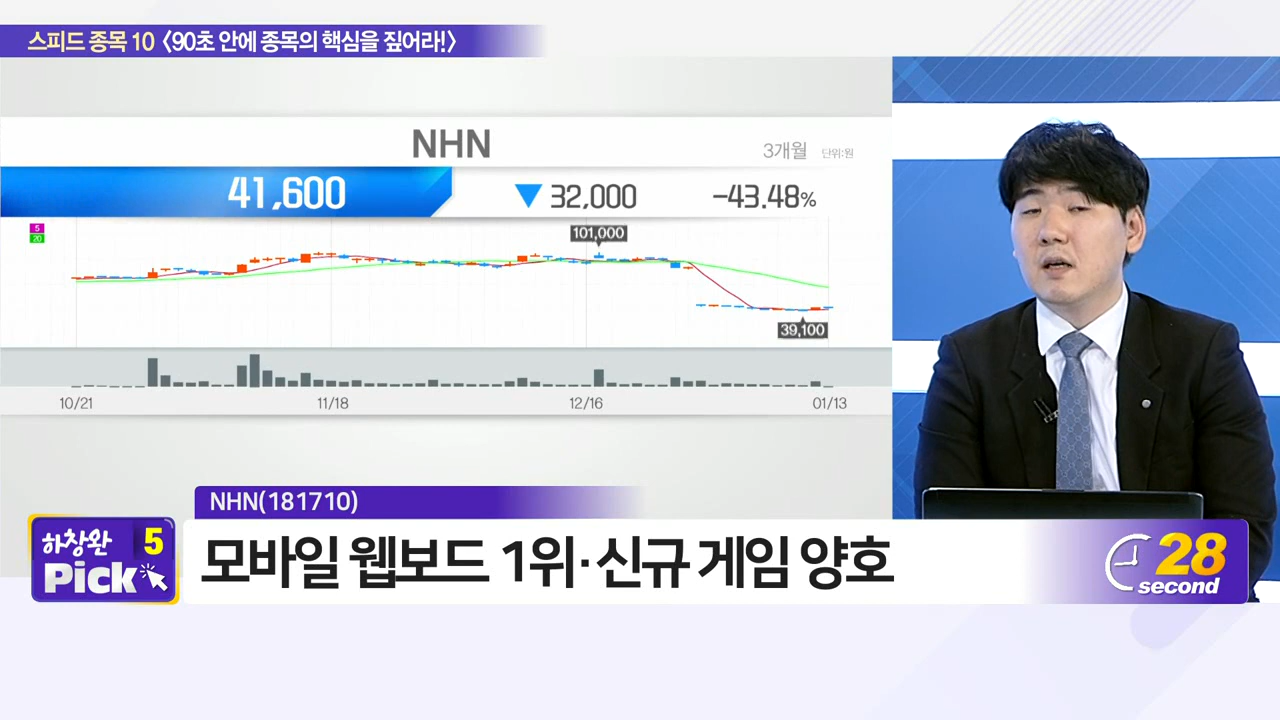 스피드 종목 10 <90초 안에 종목의 핵심을 짚어라!>
NHN
3개월 단위:원
41,600 ▼32,000 -43.48%
5
20
101,000
39,100
10/21 11/18 12/16 01/13
NHN(181710)
하창완 5
Pick
모바일 웹보드 1위·신규 게임 양호
28
second